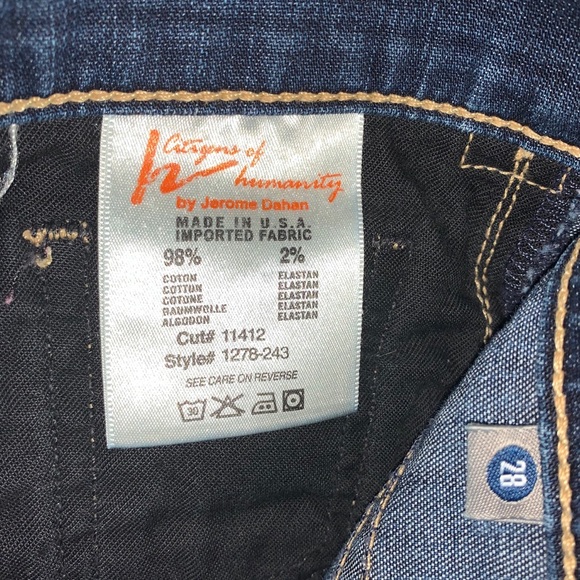 Citizens of
humanity
by Jerome Dahan
MADE IN U.S.A.
IMPORTED FABRIC
98% 2%
COTON ELASTAN
COTTON ELASTAN
COTONE ELASTAN
BAUMWOLLE ELASTAN
ALGODON ELASTAN
Cut# 11412
Style# 1278-243
SEE CARE ON REVERSE
30
28